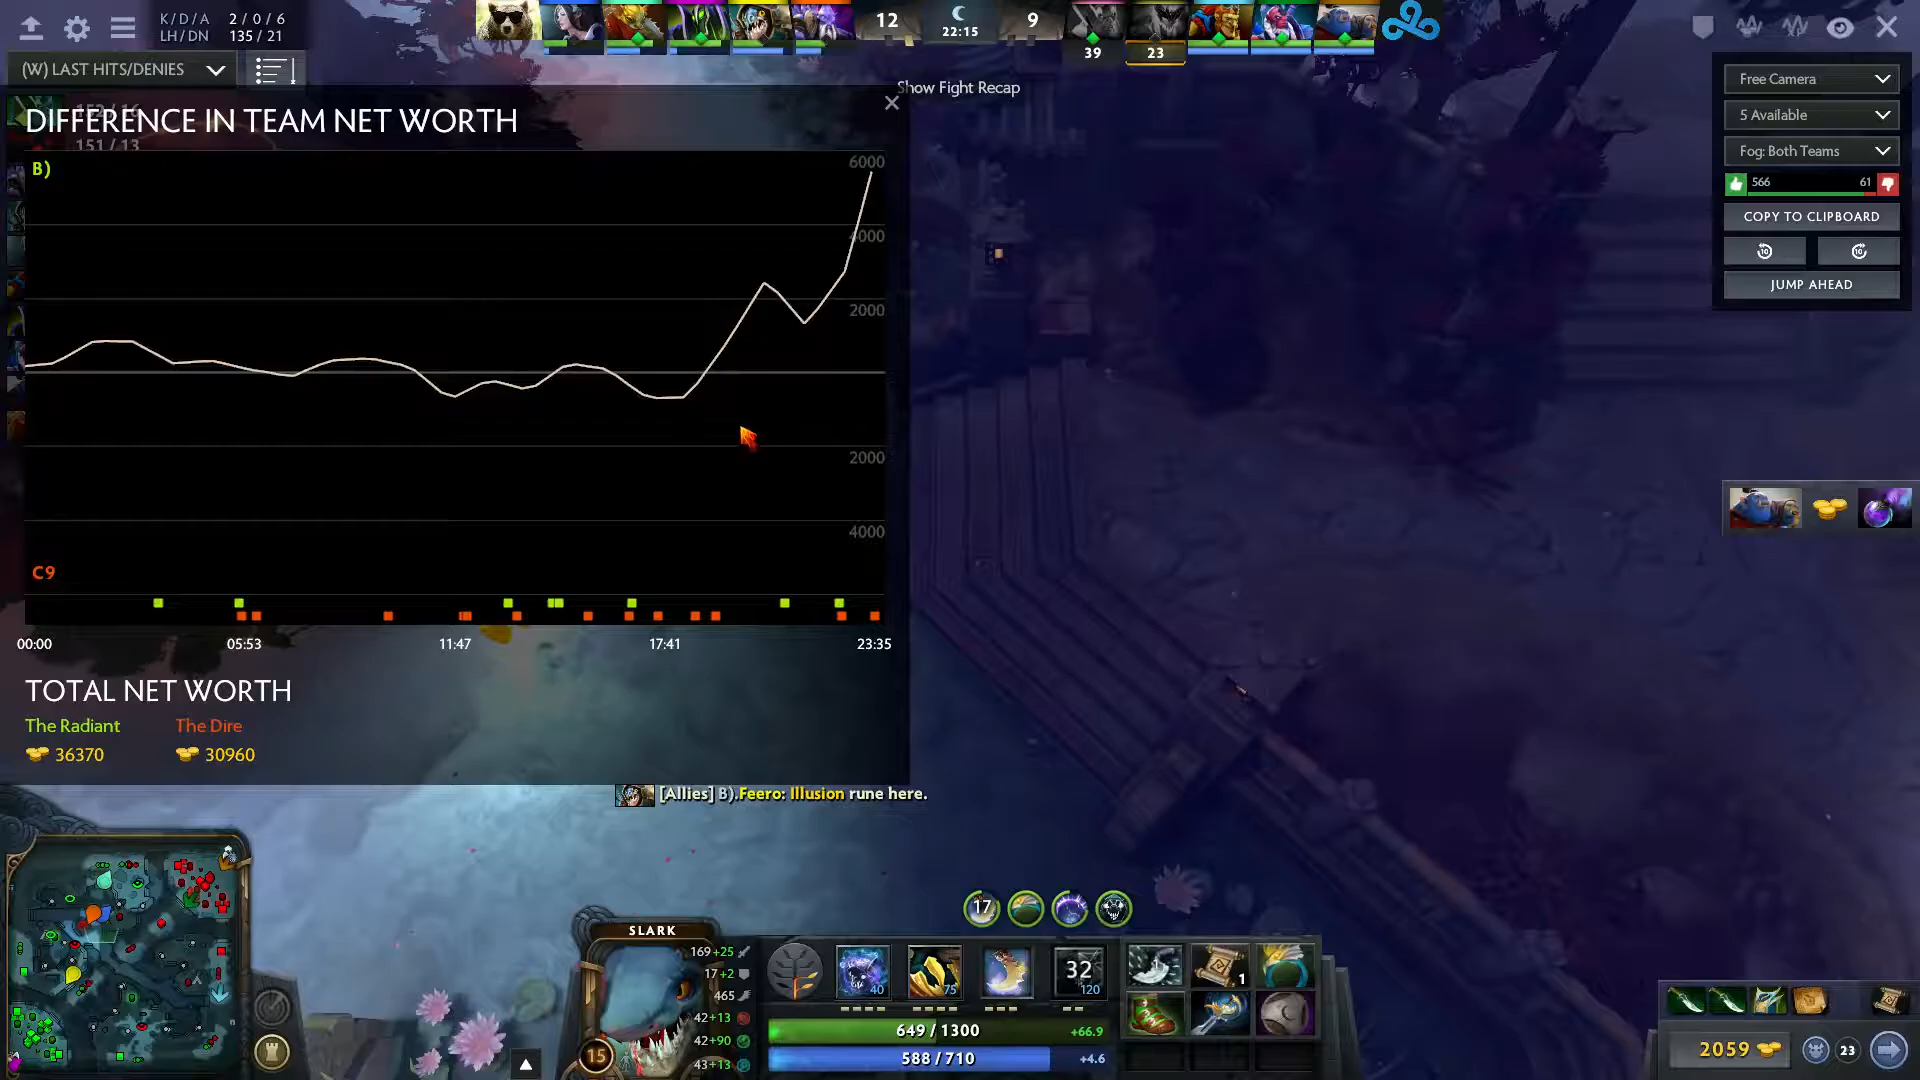 K/D/A 2/0/6
LH/DN 135/21
12
22:15
9
39
23
(W) LAST HITS/DENIES
Show Fight Recap
DIFFERENCE IN TEAM NET WORTH
151/13
B)
6000
4000
2000
2000
4000
C9
00:00
05:53
11:47
17:41
23:35
TOTAL NET WORTH
The Radiant
The Dire
36370
30960
Free Camera
5 Available
Fog: Both Teams
566
61
COPY TO CLIPBOARD
10
10
JUMP AHEAD
[Allies] B).Feero: Illusion rune here.
17
SLARK
169+25
17+2
465
42+13
42+90
43+13
15
40
75
32
120
649 / 1300
+66.9
588 / 710
+4.6
1
2059
23